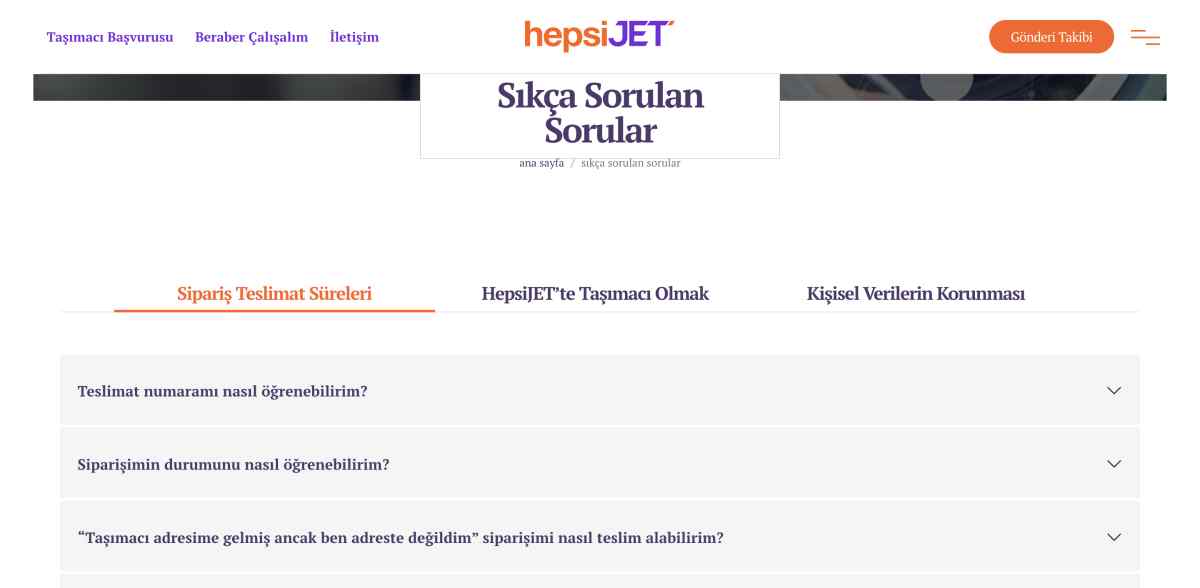 Taşımacı Başvurusu
Beraber Çalışalım
İletişim
hepsiJET
Gönderi Takibi
Sıkça Sorulan
Sorular
ana sayfa / sıkça sorulan sorular
Sipariş Teslimat Süreleri
HepsiJET’te Taşımacı Olmak
Kişisel Verilerin Korunması
Teslimat numaramı nasıl öğrenebilirim?
Siparişimin durumunu nasıl öğrenebilirim?
“Taşımacı adresime gelmiş ancak ben adreste değildim” siparişimi nasıl teslim alabilirim?